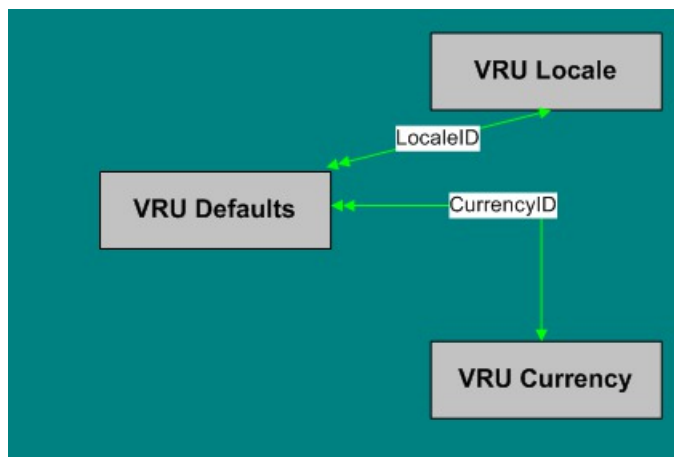 VRU Locale
LocaleID
VRU Defaults
CurrencyID
VRU Currency